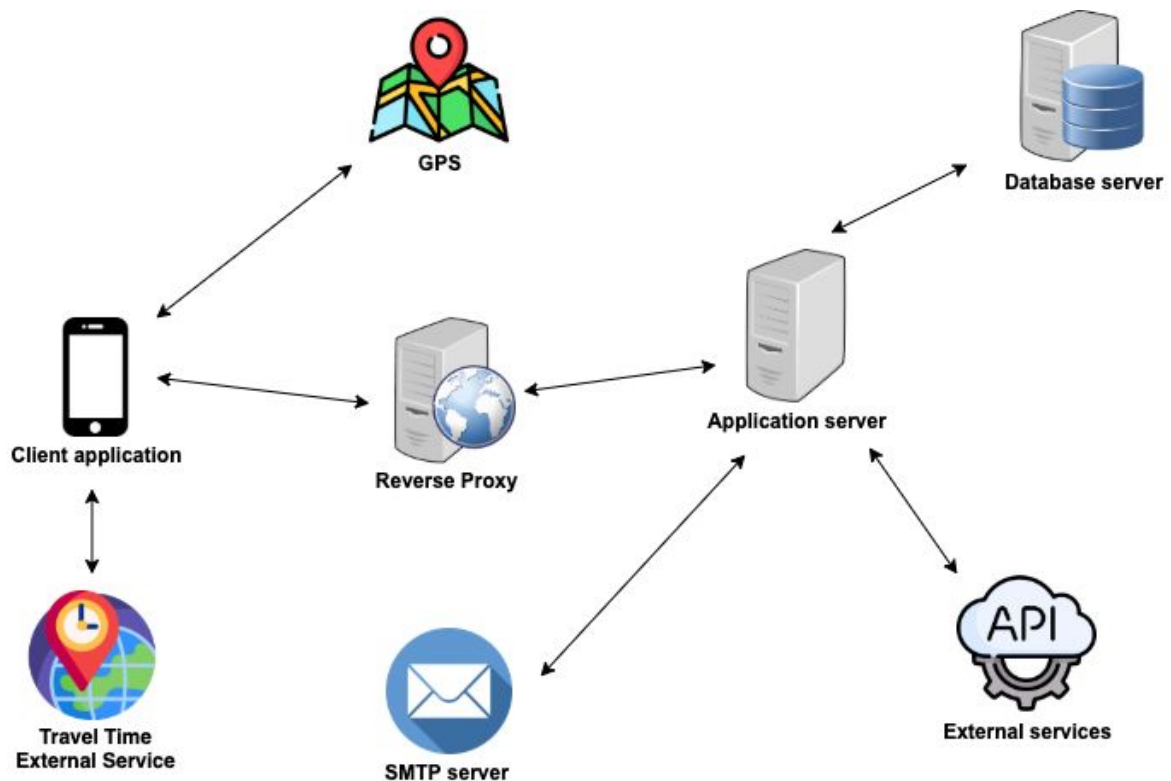 GPS
Database server
Client application
Reverse Proxy
Application server
Travel Time
External Service
SMTP server
API
External services